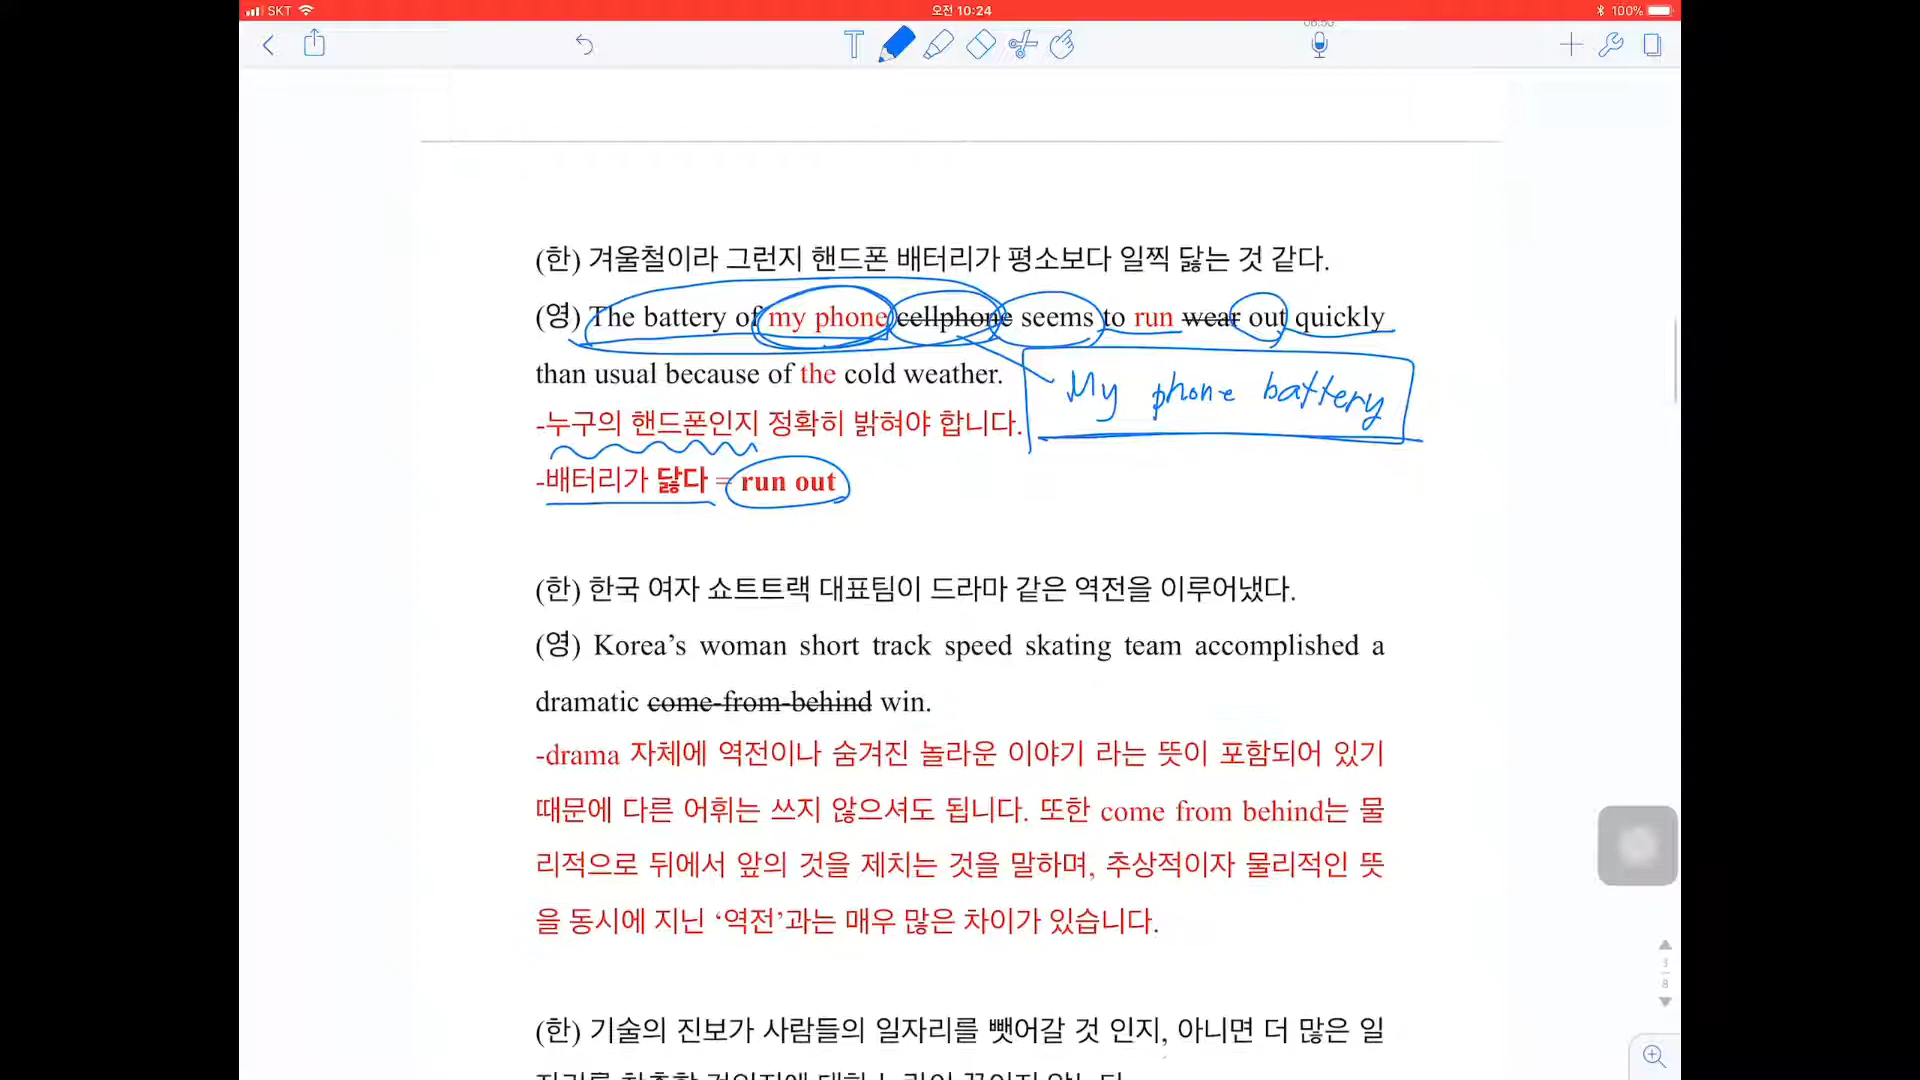 SKT 오전 10:24 100%
(한) 겨울철이라 그런지 핸드폰 배터리가 평소보다 일찍 닳는 것 같다.
(영) The battery of my phone cellphone seems to run wear out quickly
than usual because of the cold weather.
My phone battery
-누구의 핸드폰인지 정확히 밝혀야 합니다.
-배터리가 닳다 = run out
(한) 한국 여자 쇼트트랙 대표팀이 드라마 같은 역전을 이루어냈다.
(영) Korea’s woman short track speed skating team accomplished a
dramatic come-from-behind win.
-drama 자체에 역전이나 숨겨진 놀라운 이야기 라는 뜻이 포함되어 있기
때문에 다른 어휘는 쓰지 않으셔도 됩니다. 또한 come from behind는 물
리적으로 뒤에서 앞의 것을 제치는 것을 말하며, 추상적이자 물리적인 뜻
을 동시에 지닌 ‘역전’과는 매우 많은 차이가 있습니다.
(한) 기술의 진보가 사람들의 일자리를 뺏어갈 것 인지, 아니면 더 많은 일